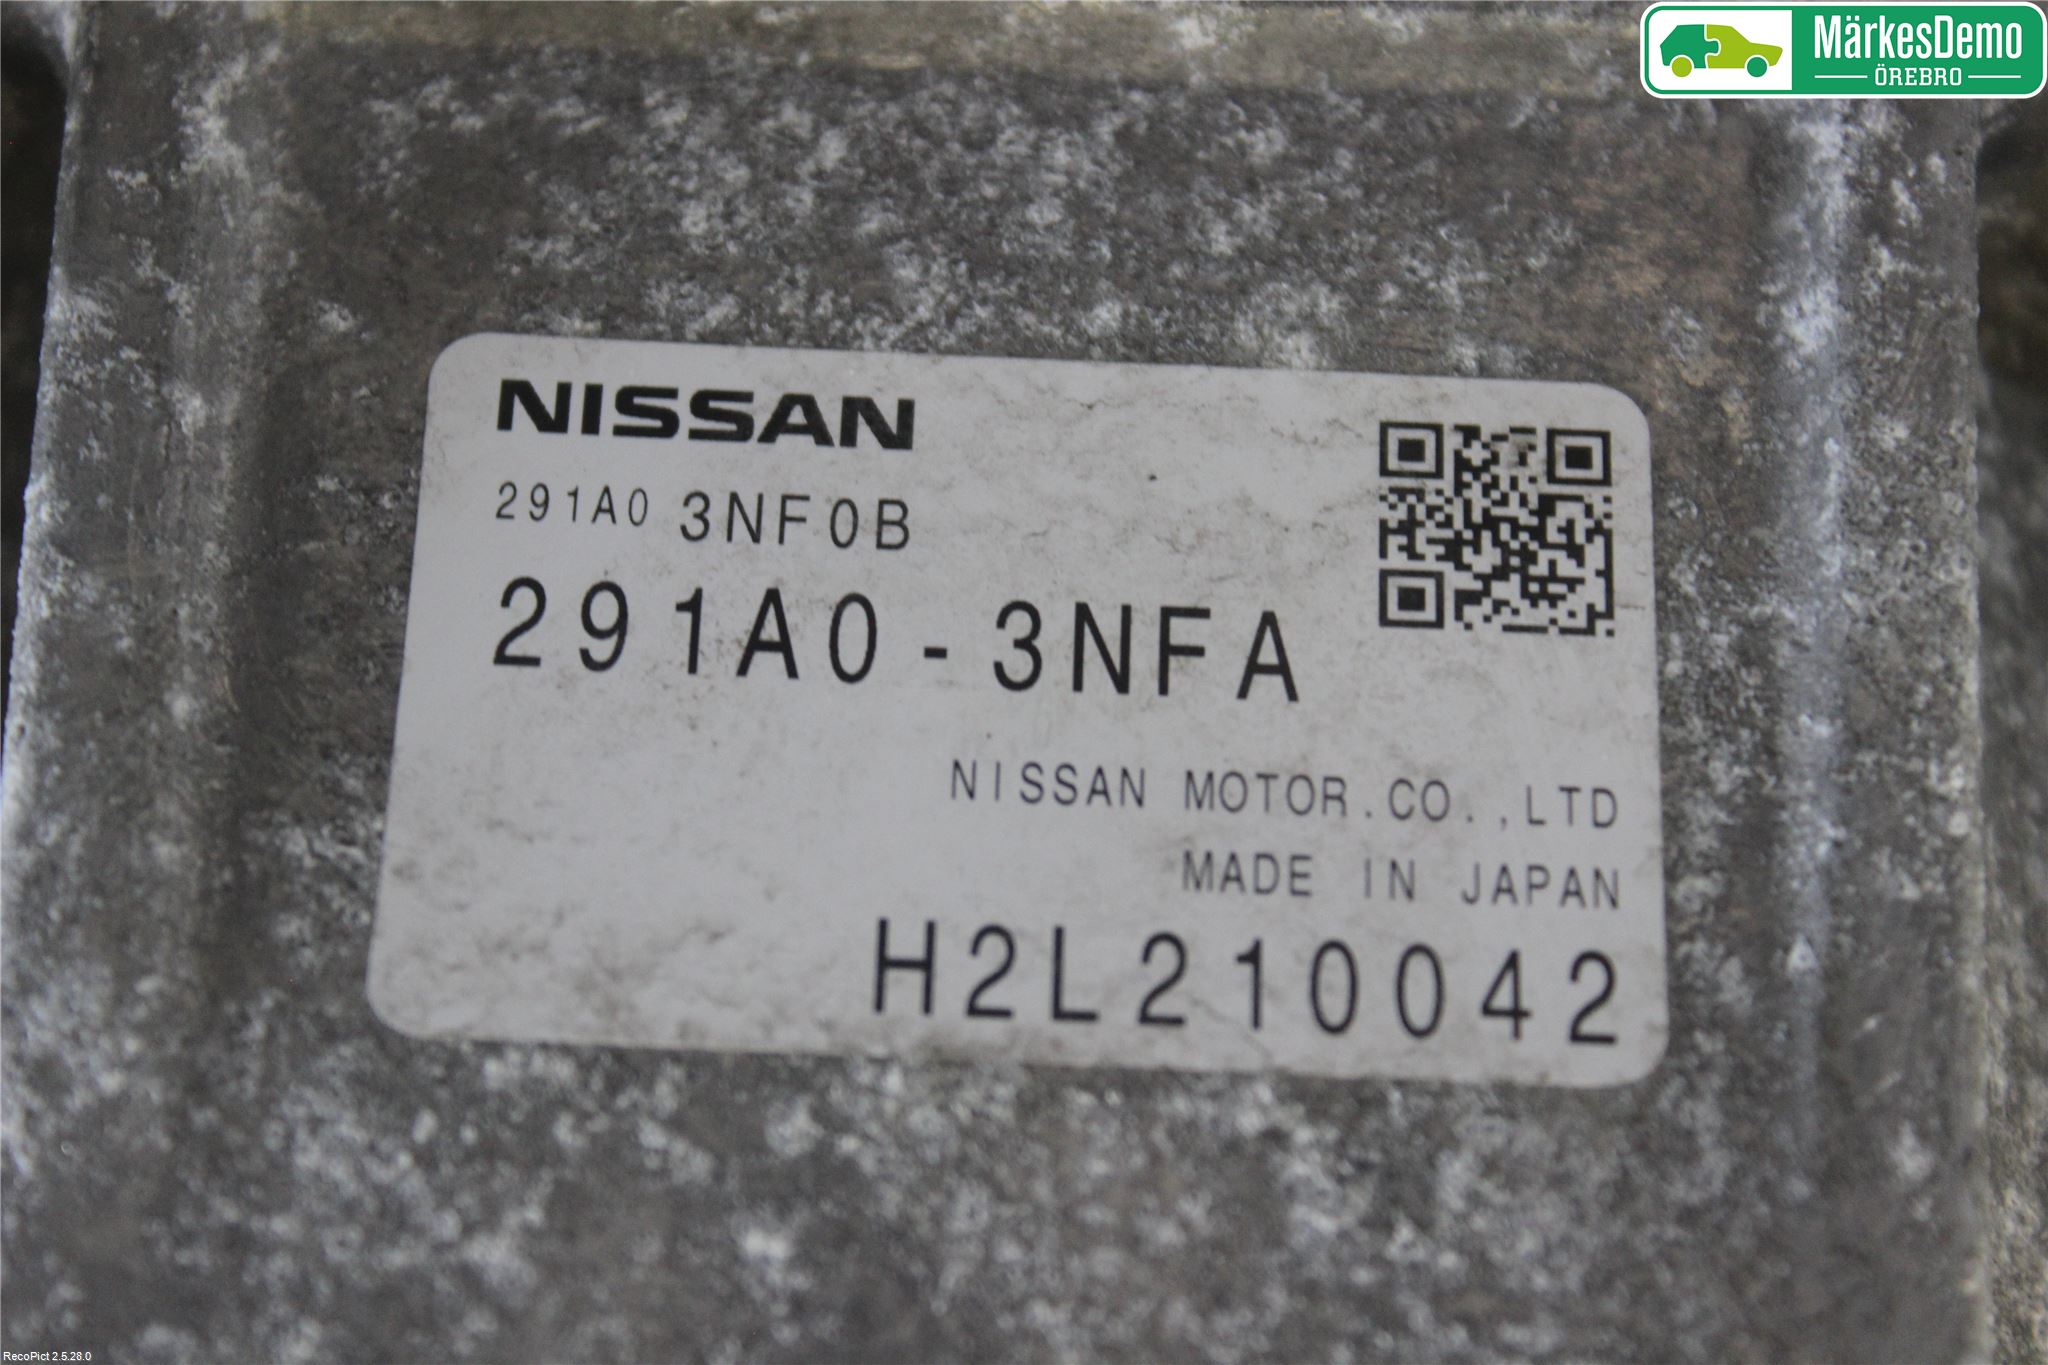 MärkesDemo
ÖREBRO
NISSAN
291A0 3NF0B
291A0-3NFA
NISSAN MOTOR.CO.,LTD
MADE IN JAPAN
H2L210042
RecoPict 2.5.28.0